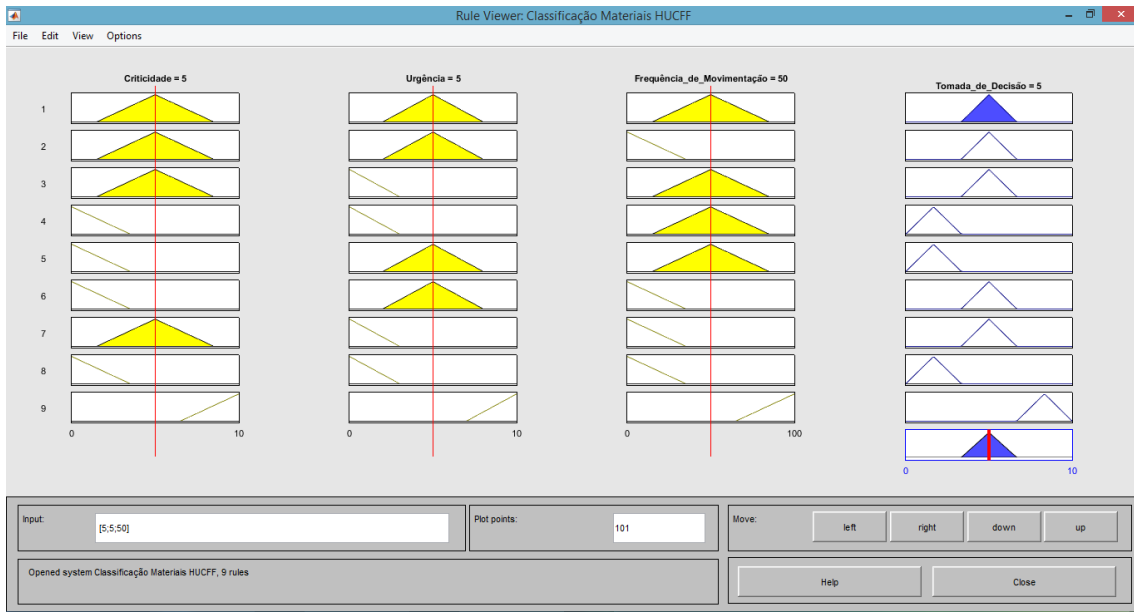 Rule Viewer: Classificação Materiais HUCFF
File Edit View Options
Criticidade = 5
Urgência = 5
Frequência_de_Movimentação = 50
Tomada_de_Decisão = 5
1
2
3
4
5
6
7
8
9
0 10
0 10
0 100
0 10
Input:
[5;5;50]
Plot points:
101
Move:
left
right
down
up
Opened system Classificação Materiais HUCFF, 9 rules
Help
Close